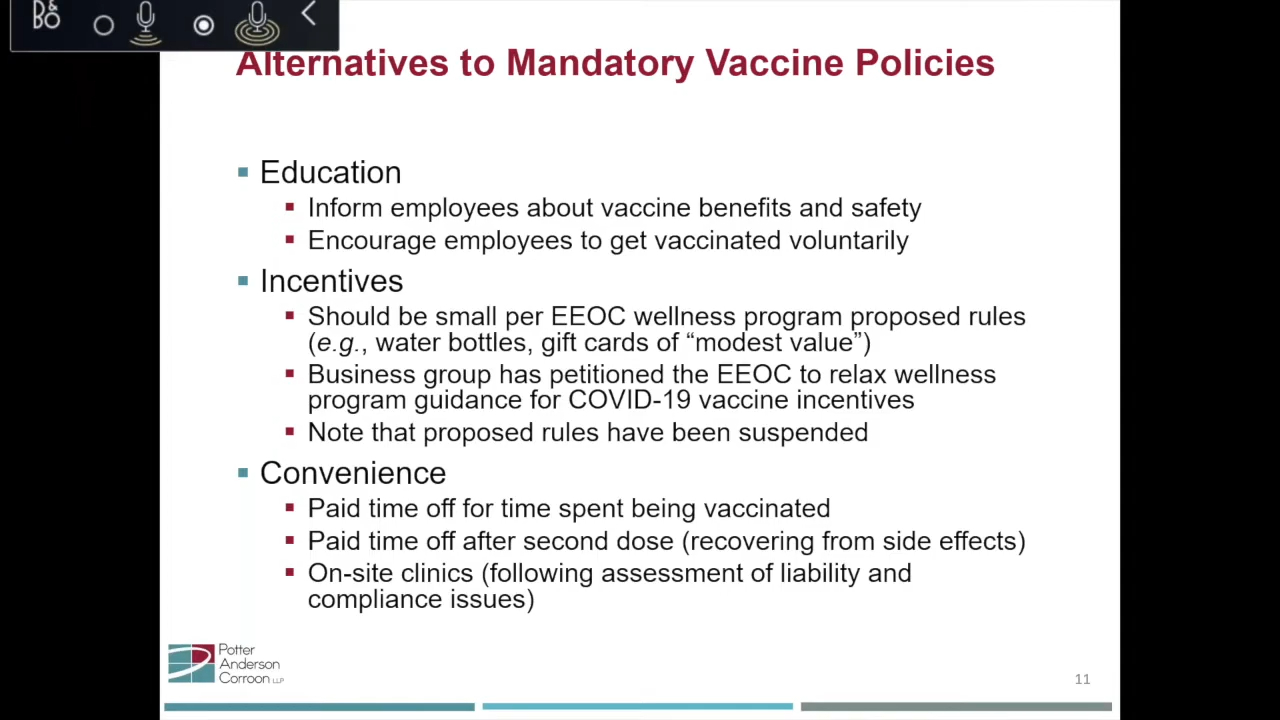 B&O
Alternatives to Mandatory Vaccine Policies
Education
Inform employees about vaccine benefits and safety
Encourage employees to get vaccinated voluntarily
Incentives
Should be small per EEOC wellness program proposed rules
(e.g., water bottles, gift cards of “modest value”)
Business group has petitioned the EEOC to relax wellness
program guidance for COVID-19 vaccine incentives
Note that proposed rules have been suspended
Convenience
Paid time off for time spent being vaccinated
Paid time off after second dose (recovering from side effects)
On-site clinics (following assessment of liability and
compliance issues)
Potter
Anderson
Corroon LLP
11